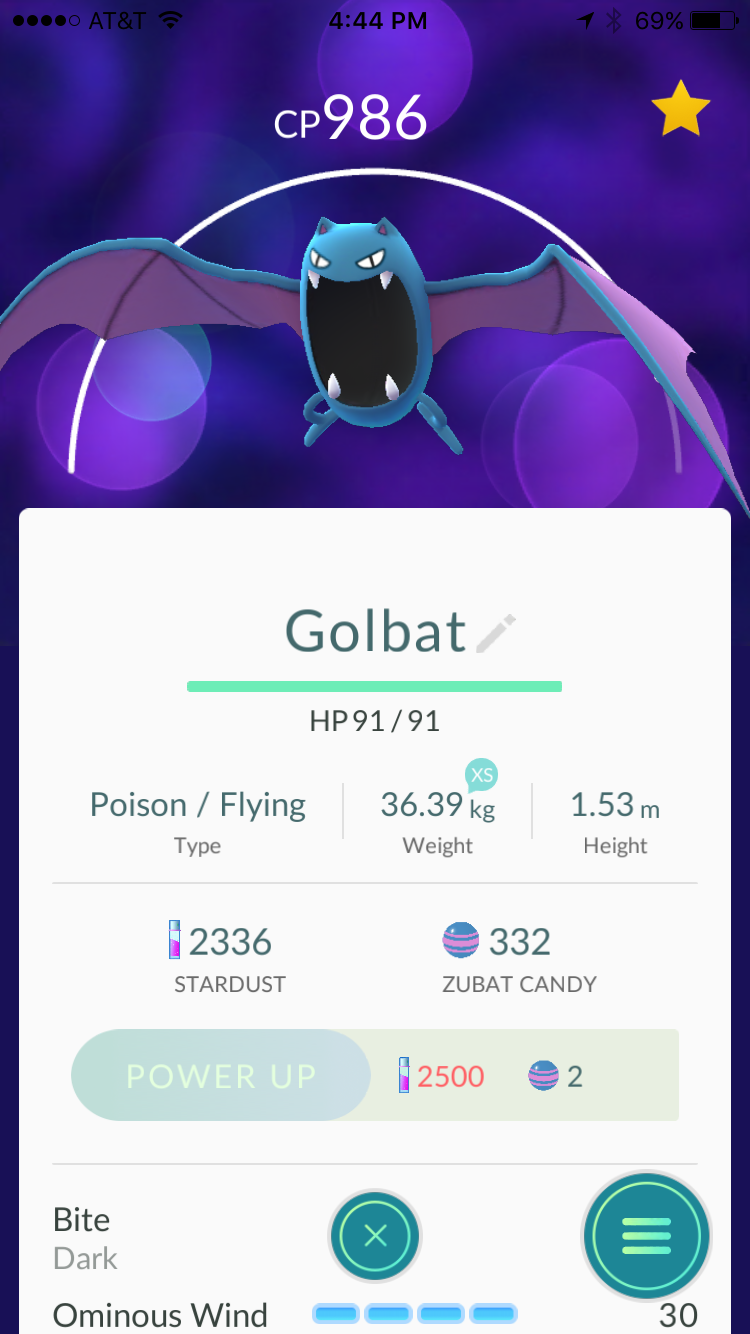 AT&T 4:44 PM 69%
CP986
Golbat
HP 91 / 91
XS
Poison / Flying 36.39 kg 1.53 m
Type Weight Height
2336 332
STARDUST ZUBAT CANDY
POWER UP 2500 2
Bite
Dark
Ominous Wind 30